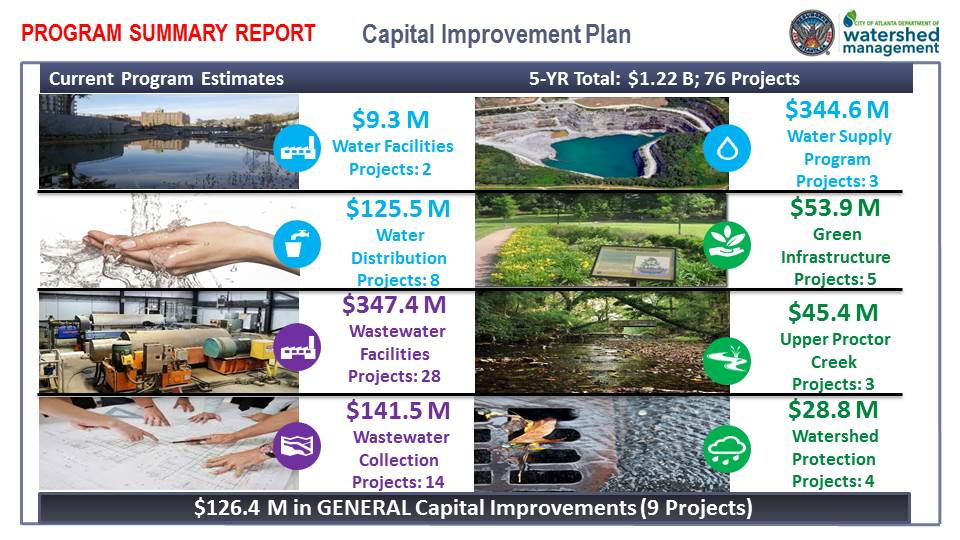 PROGRAM SUMMARY REPORT
Capital Improvement Plan
CITY OF ATLANTA DEPARTMENT OF
watershed
management
Current Program Estimates
5-YR Total: $1.22 B; 76 Projects
$9.3 M
Water Facilities
Projects: 2
$344.6 M
Water Supply
Program
Projects: 3
$125.5 M
Water
Distribution
Projects: 8
$53.9 M
Green
Infrastructure
Projects: 5
$347.4 M
Wastewater
Facilities
Projects: 28
$45.4 M
Upper Proctor
Creek
Projects: 3
$141.5 M
Wastewater
Collection
Projects: 14
$28.8 M
Watershed
Protection
Projects: 4
$126.4 M in GENERAL Capital Improvements (9 Projects)